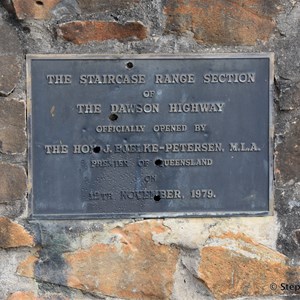 THE STAIRCASE RANGE SECTION
OF
THE DAWSON HIGHWAY
OFFICIALLY OPENED BY
THE HON J. BJELKE-PETERSEN, M.L.A.
PREMIER OF QUEENSLAND
ON
NOVEMBER, 1979.
© Step